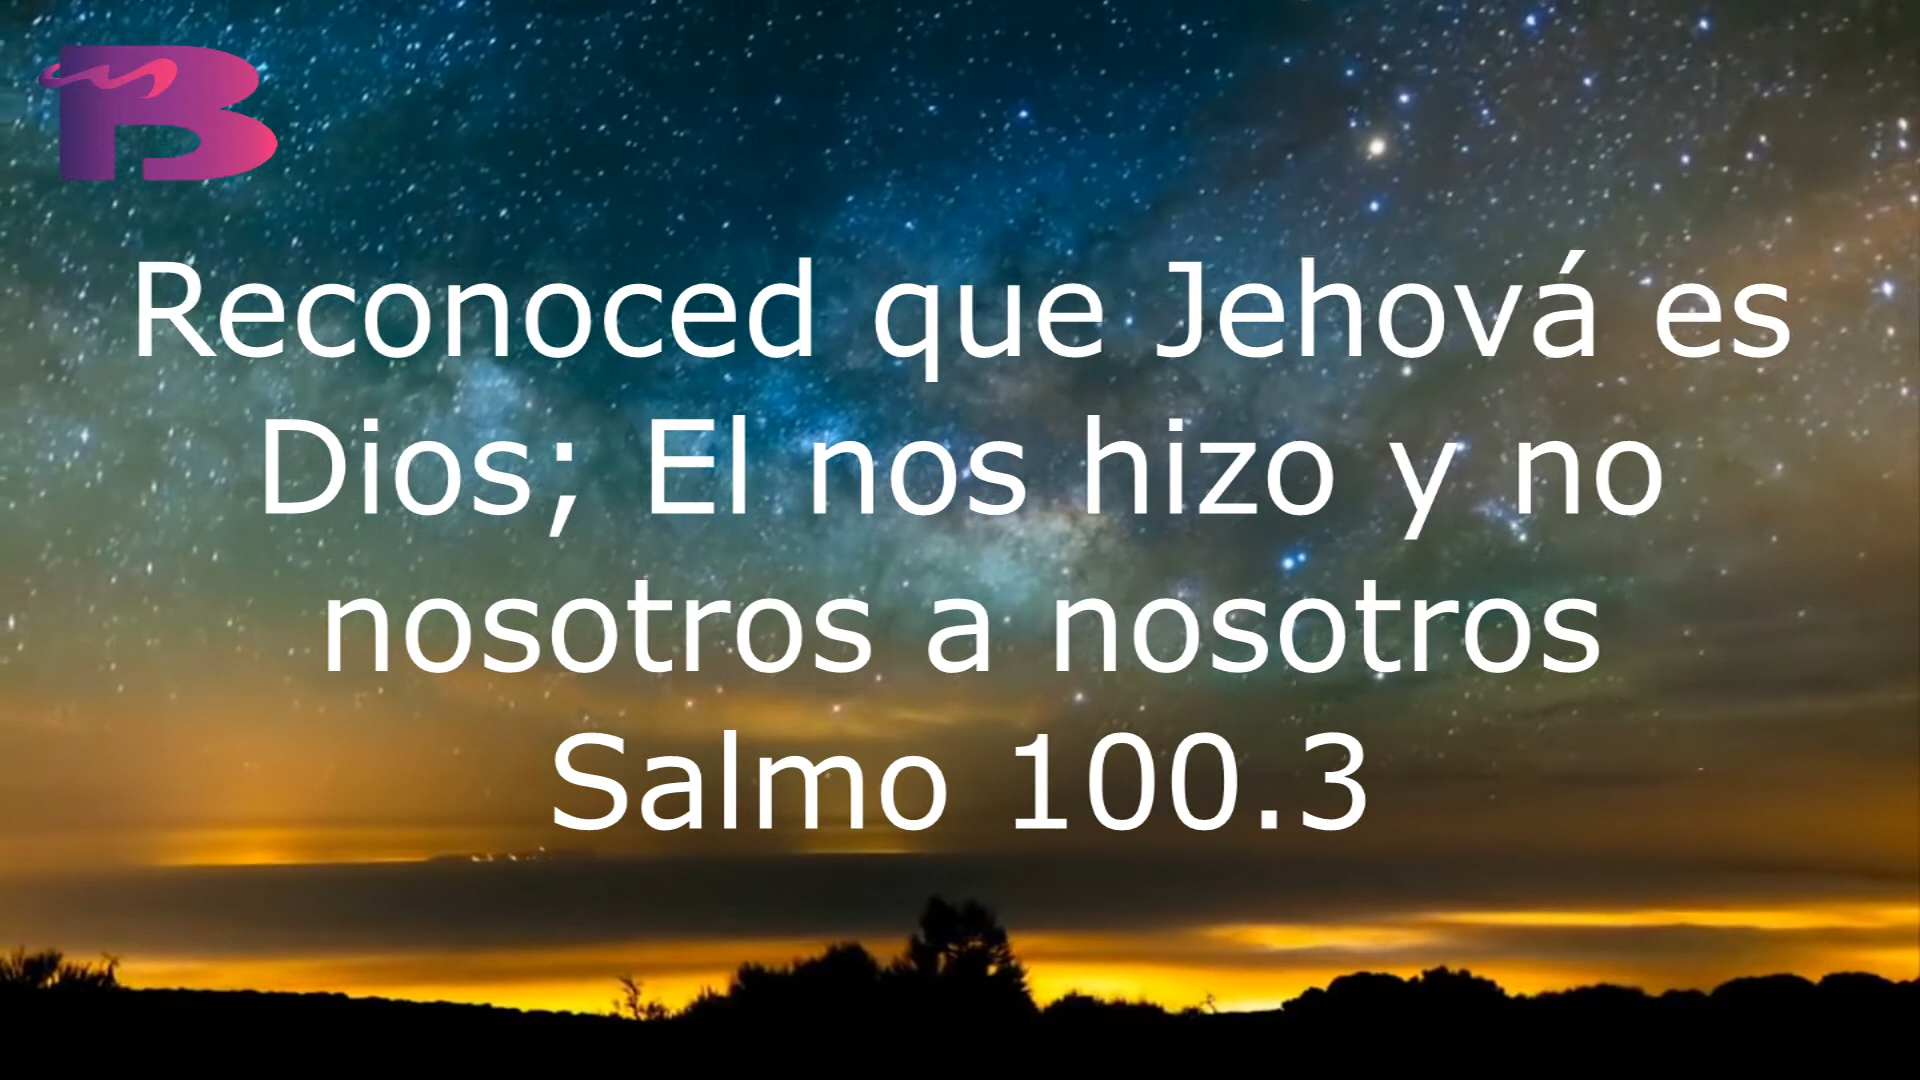 B
Reconoced que Jehová es
Dios; El nos hizo y no
nosotros a nosotros
Salmo 100.3